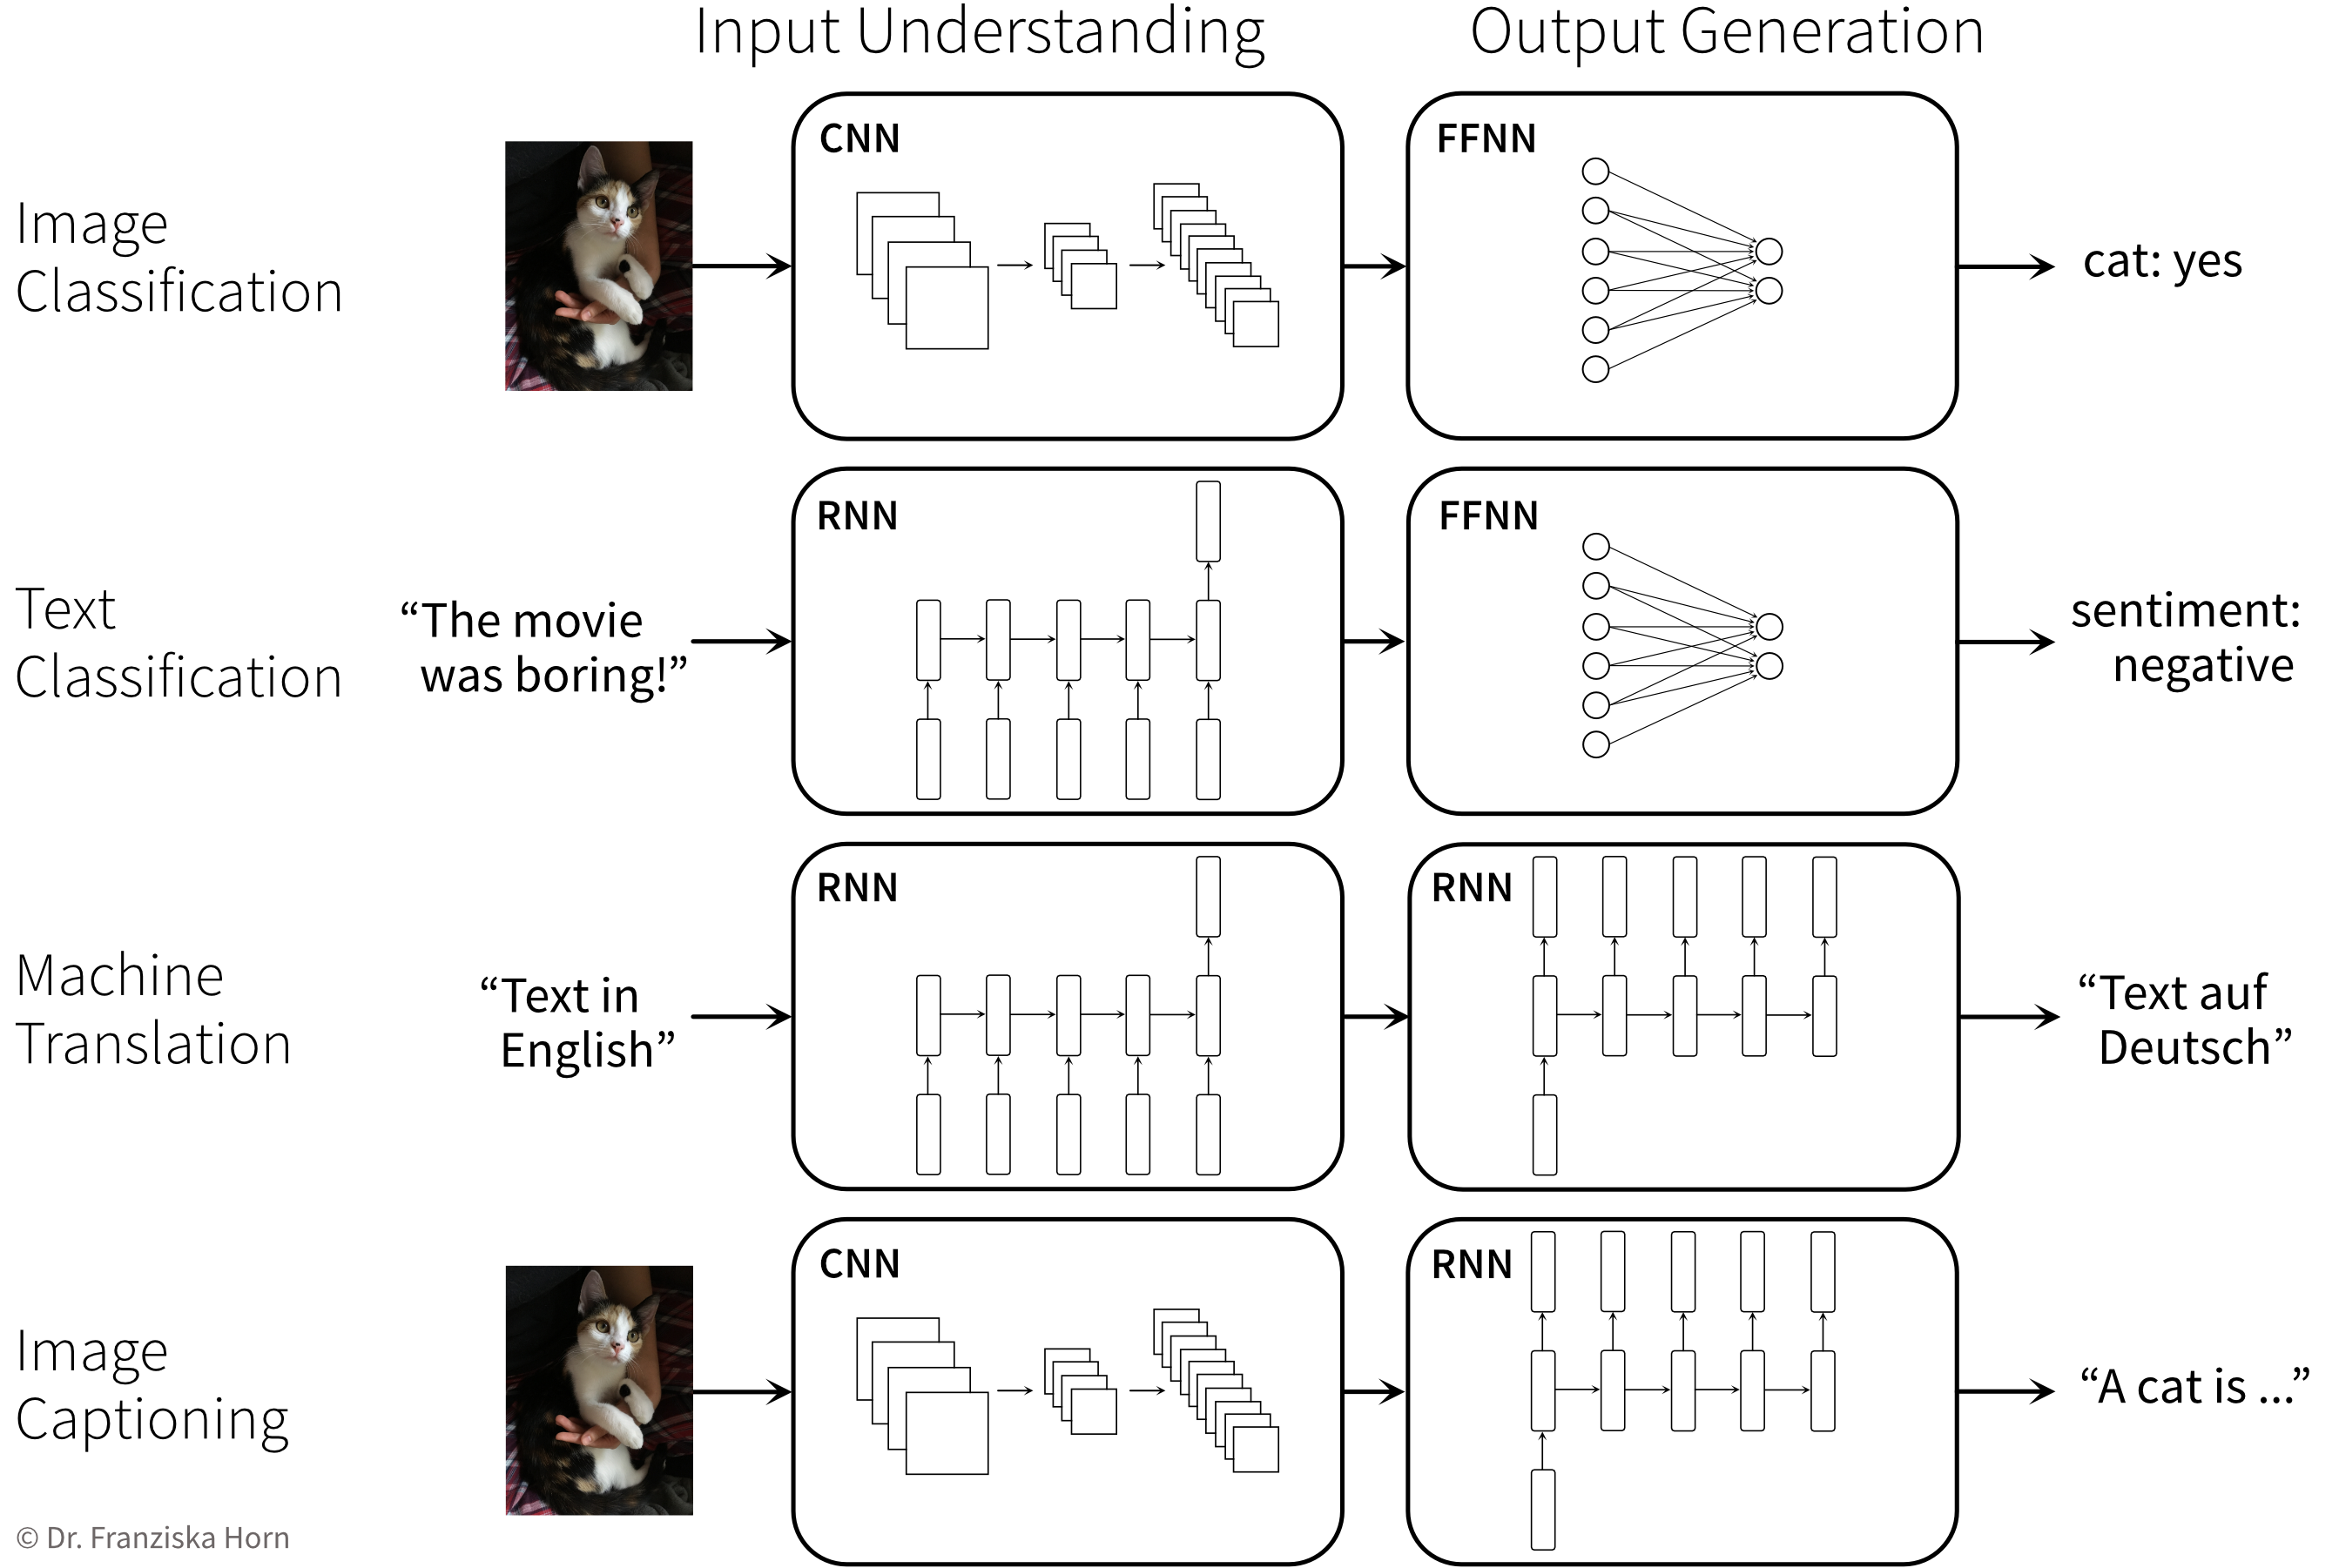 Input Understanding
Output Generation
Image
Classification
CNN
FFNN
cat: yes
Text
Classification
“The movie
was boring!”
RNN
FFNN
sentiment:
negative
Machine
Translation
“Text in
English”
RNN
RNN
“Text auf
Deutsch”
Image
Captioning
CNN
RNN
“A cat is ...”
© Dr. Franziska Horn